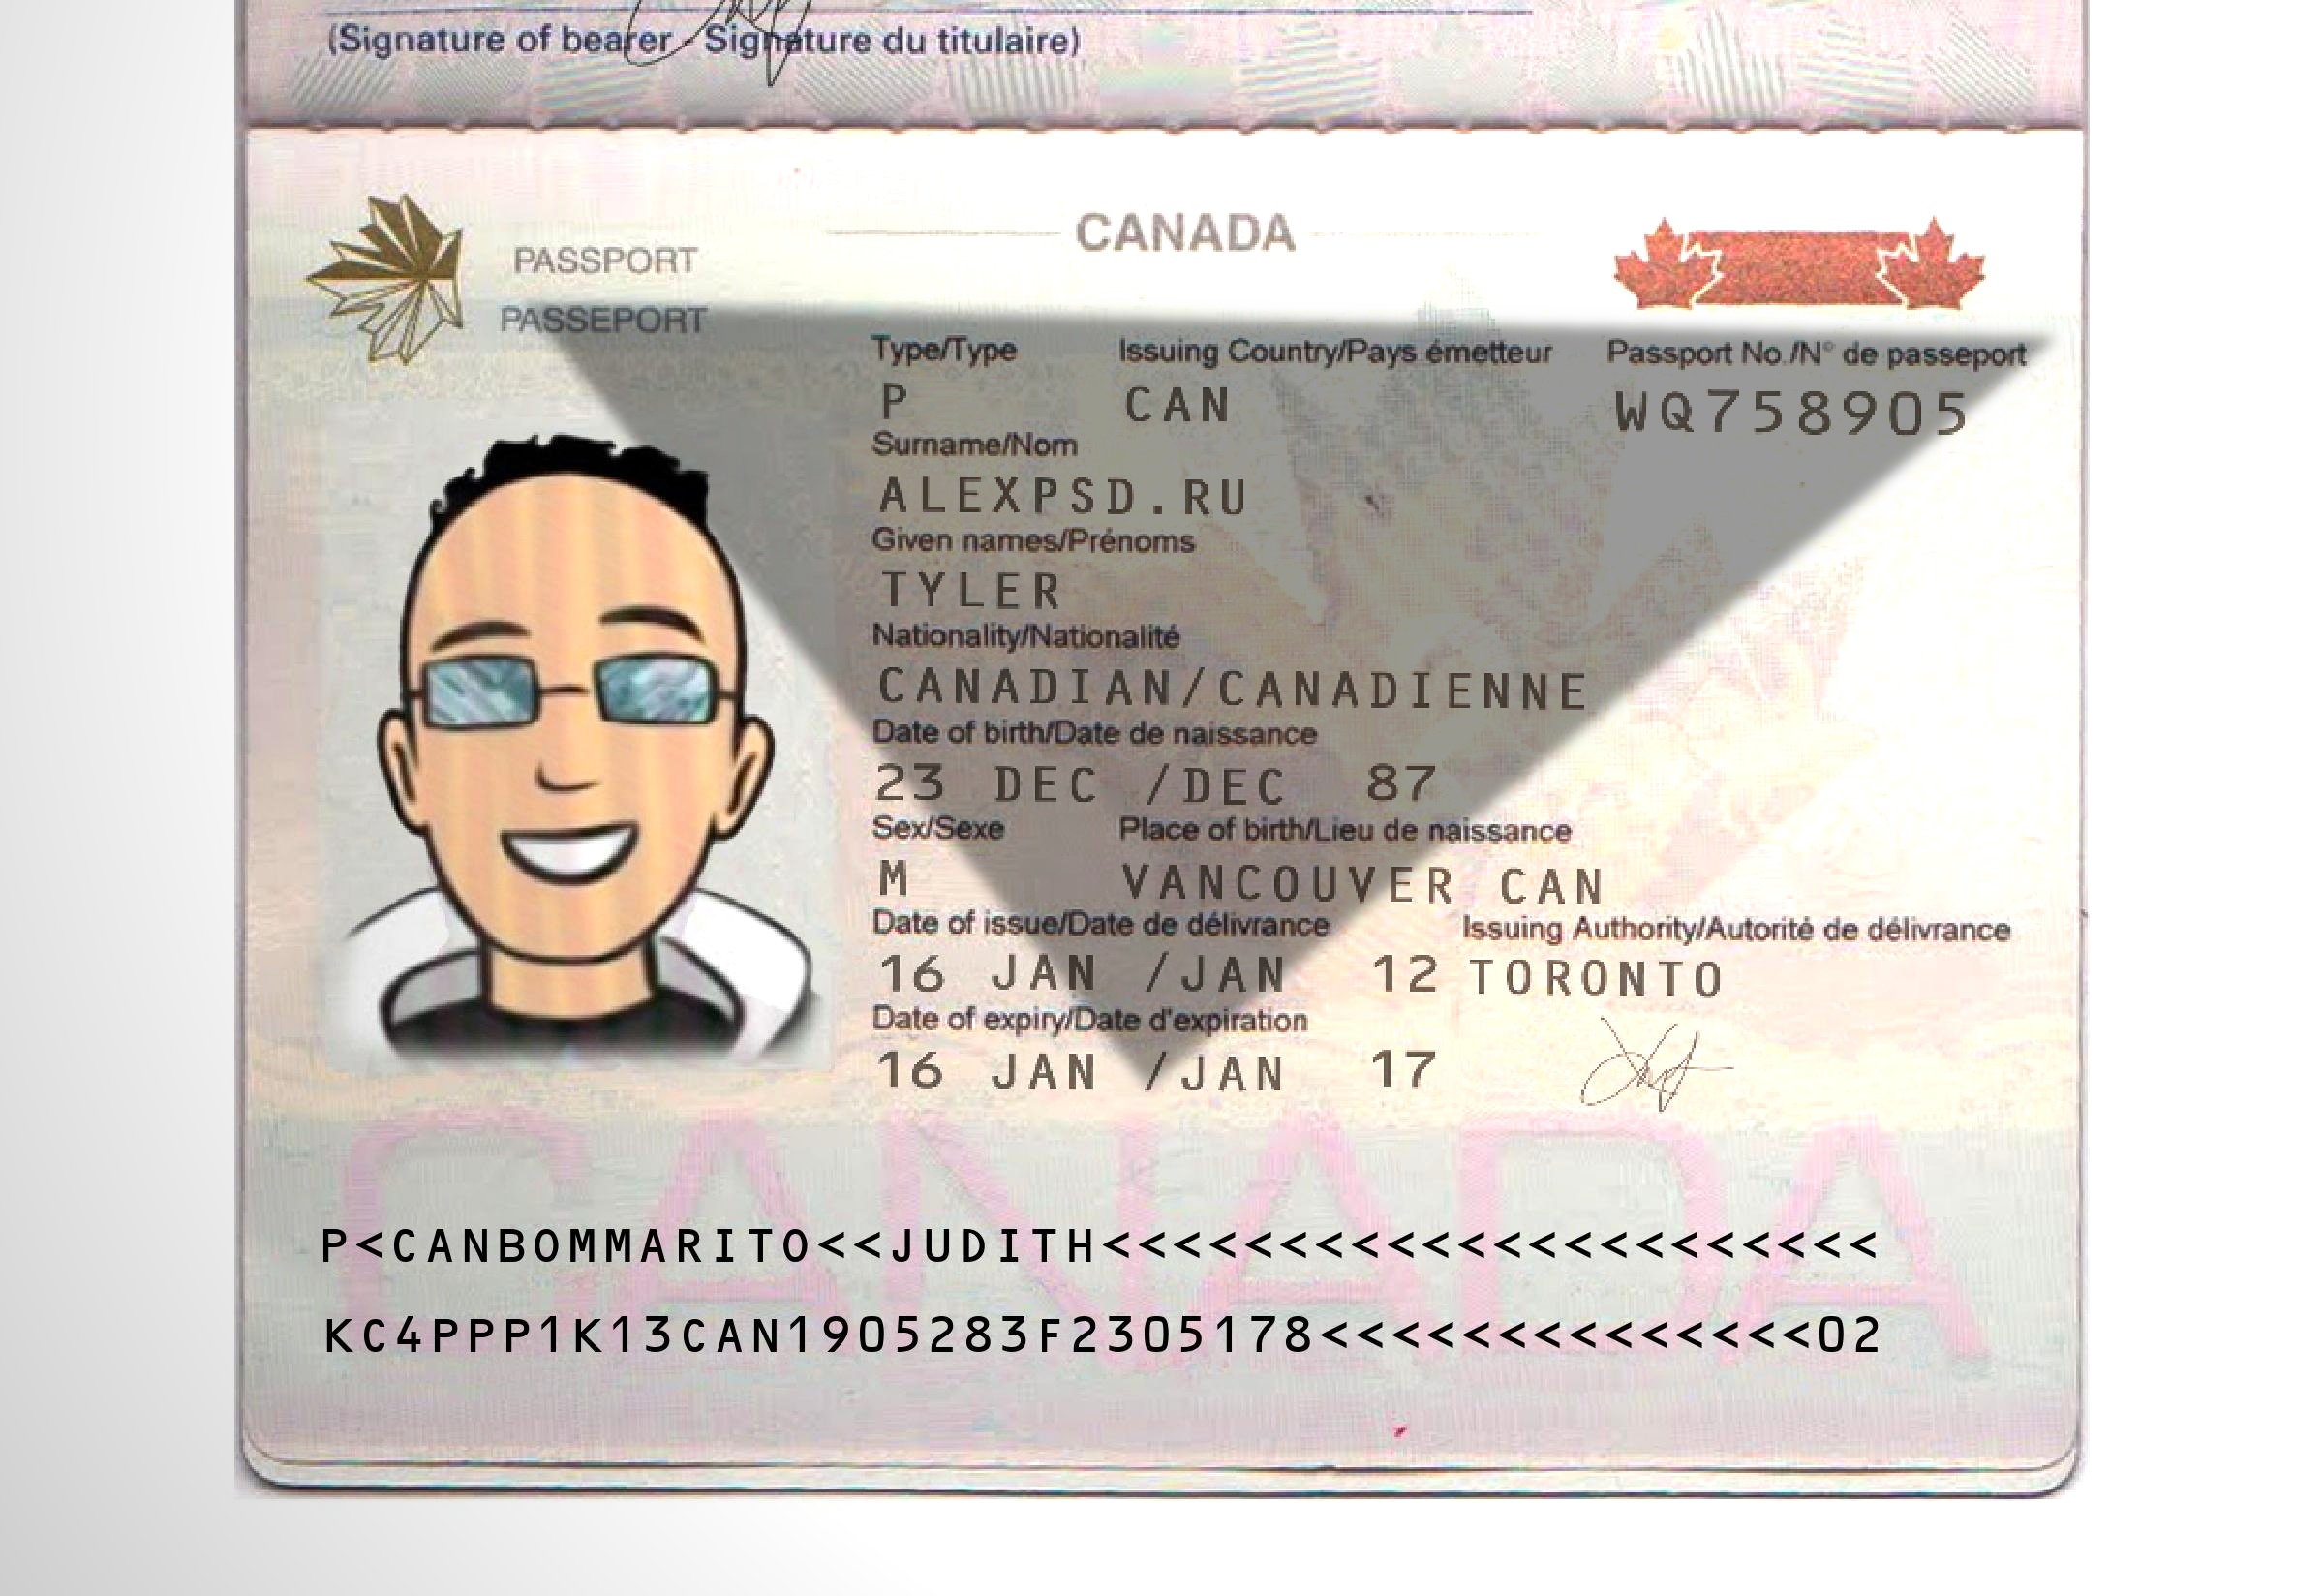 (Signature of bearer - Signature du titulaire)
CANADA
PASSPORT
PASSEPORT
Type/Type Issuing Country/Pays émetteur Passport No./N° de passeport
P CAN WQ758905
Surname/Nom
ALEXPSD.RU
Given names/Prénoms
TYLER
Nationality/Nationalité
CANADIAN/CANADIENNE
Date of birth/Date de naissance
23 DEC /DEC 87
Sex/Sexe Place of birth/Lieu de naissance
M VANCOUVER CAN
Date of issue/Date de délivrance Issuing Authority/Autorité de délivrance
16 JAN /JAN 12 TORONTO
Date of expiry/Date d'expiration
16 JAN /JAN 17
CANADA
P<CANBOMMARITO<<JUDITH<<<<<<<<<<<<<<<<<<<<<<
KC4PPP1K13CAN1905283F2305178<<<<<<<<<<<<<<02